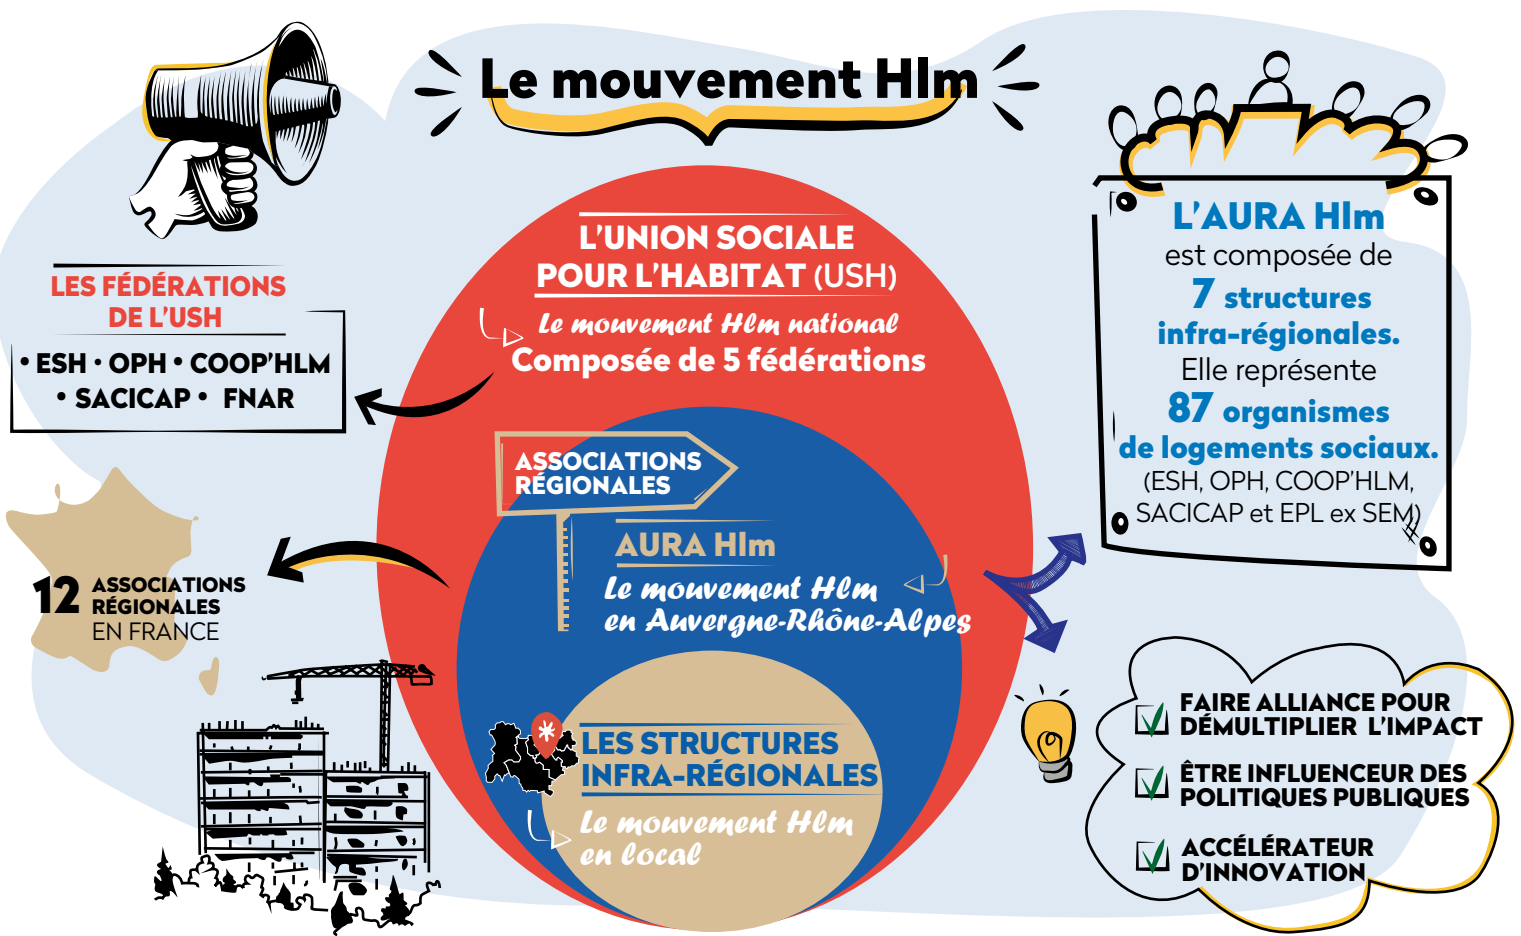 Le mouvement Hlm
L'UNION SOCIALE
POUR L'HABITAT (USH)
Le mouvement Hlm national
Composée de 5 fédérations
LES FÉDÉRATIONS
DE L'USH
• ESH • OPH • COOP'HLM
• SACICAP • FNAR
ASSOCIATIONS
RÉGIONALES
AURA Hlm
Le mouvement Hlm
en Auvergne-Rhône-Alpes
12 ASSOCIATIONS
RÉGIONALES
EN FRANCE
LES STRUCTURES
INFRA-RÉGIONALES
Le mouvement Hlm
en local
L'AURA Hlm
est composée de
7 structures
infra-régionales.
Elle représente
87 organismes
de logements sociaux.
(ESH, OPH, COOP'HLM,
SACICAP et EPL ex SEM)
FAIRE ALLIANCE POUR
DÉMULTIPLIER L'IMPACT
ÊTRE INFLUENCEUR DES
POLITIQUES PUBLIQUES
ACCÉLÉRATEUR
D'INNOVATION